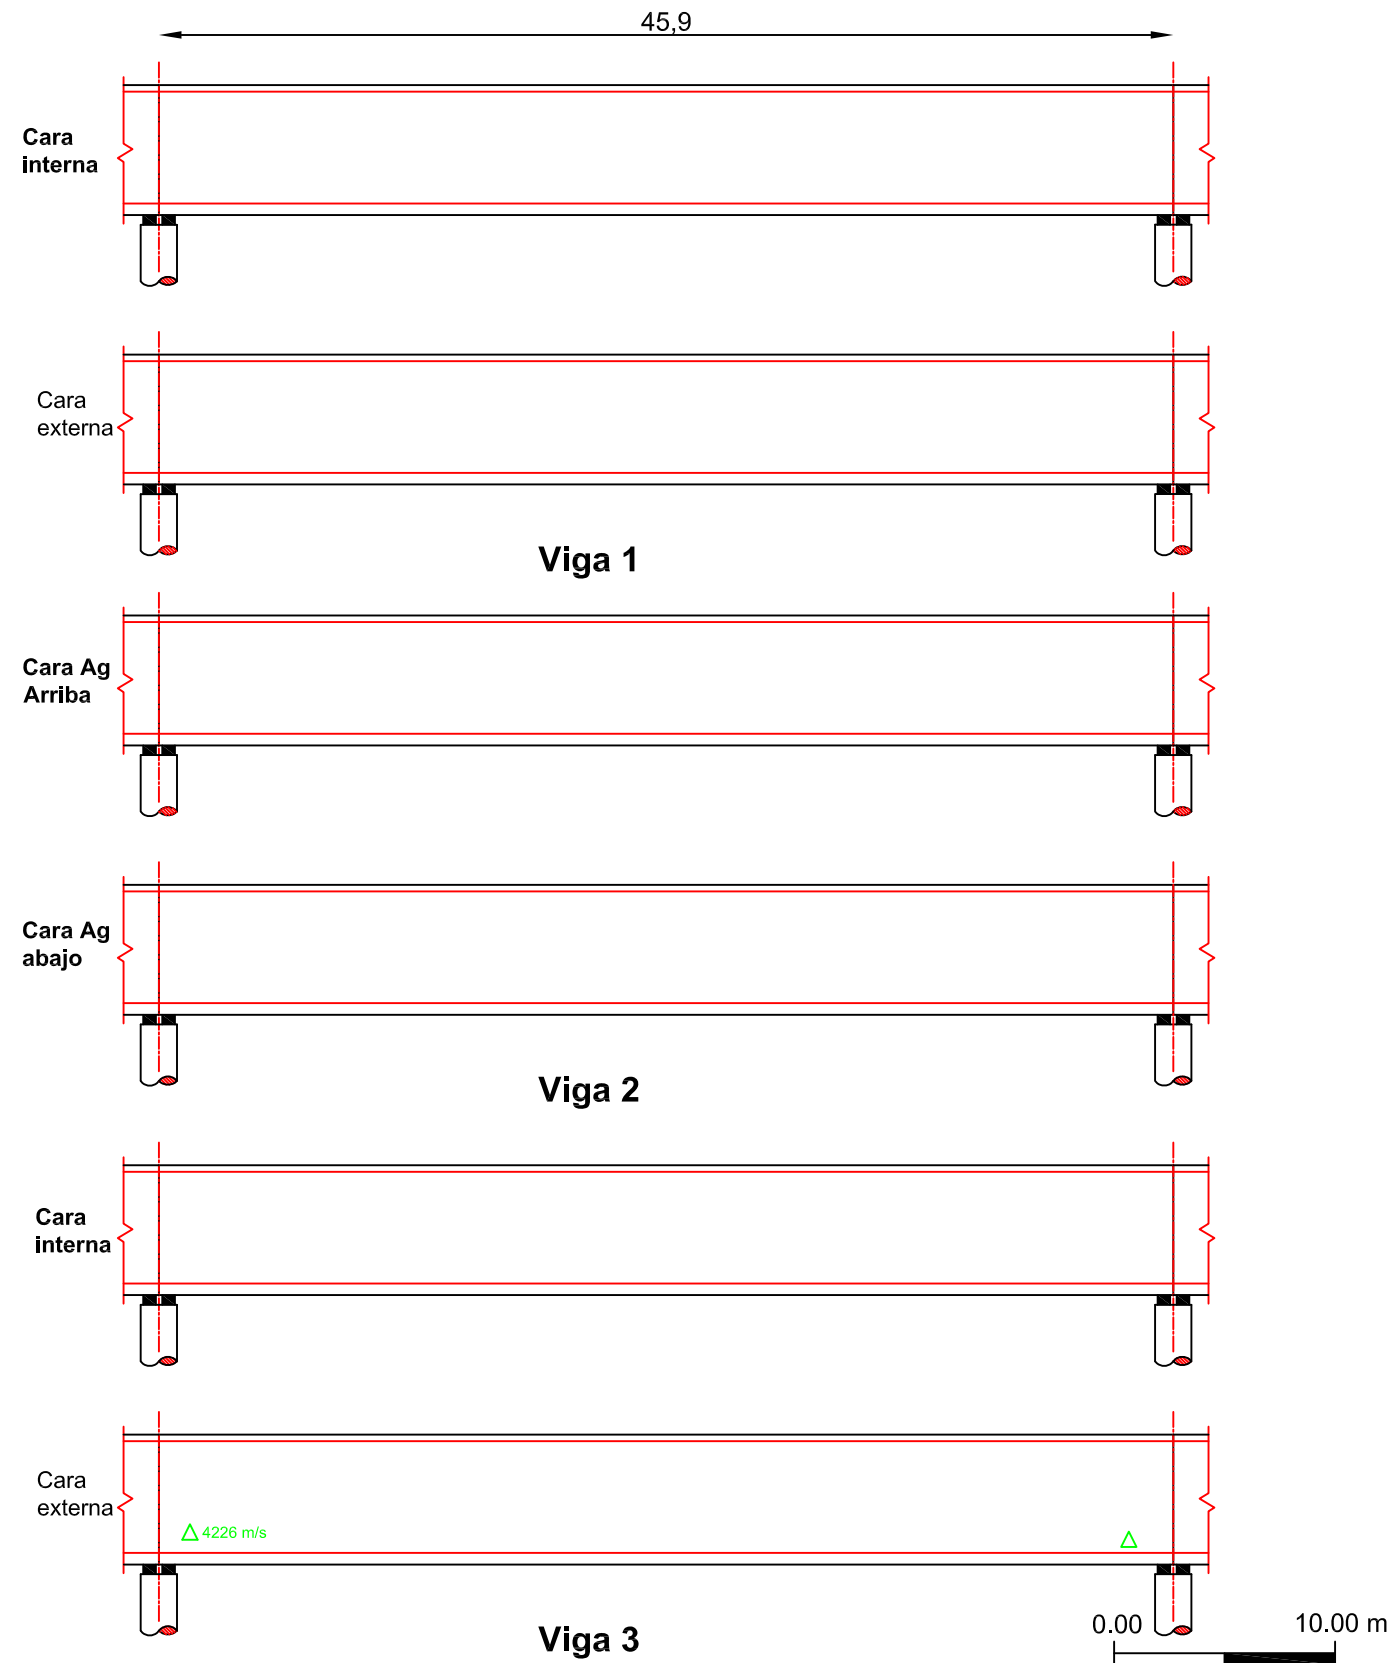 45,9
Cara
interna
Cara
externa
Viga 1
Cara Ag
Arriba
Cara Ag
abajo
Viga 2
Cara
interna
Cara
externa
4226 m/s
Viga 3
0.00
10.00 m